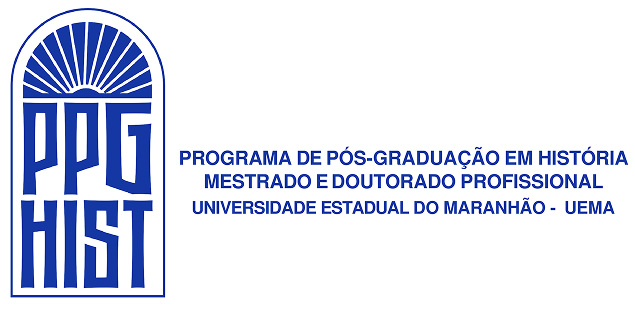 PPG
HIST
PROGRAMA DE PÓS-GRADUAÇÃO EM HISTÓRIA
MESTRADO E DOUTORADO PROFISSIONAL
UNIVERSIDADE ESTADUAL DO MARANHÃO - UEMA